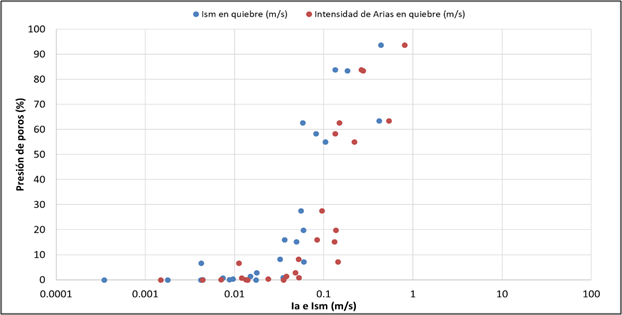 Ism en quiebre (m/s) Intensidad de Arias en quiebre (m/s)
100
90
80
70
60
50
40
30
20
10
0
Presión de poros (%)
0.0001 0.001 0.01 0.1 1 10 100
Ia e Ism (m/s)